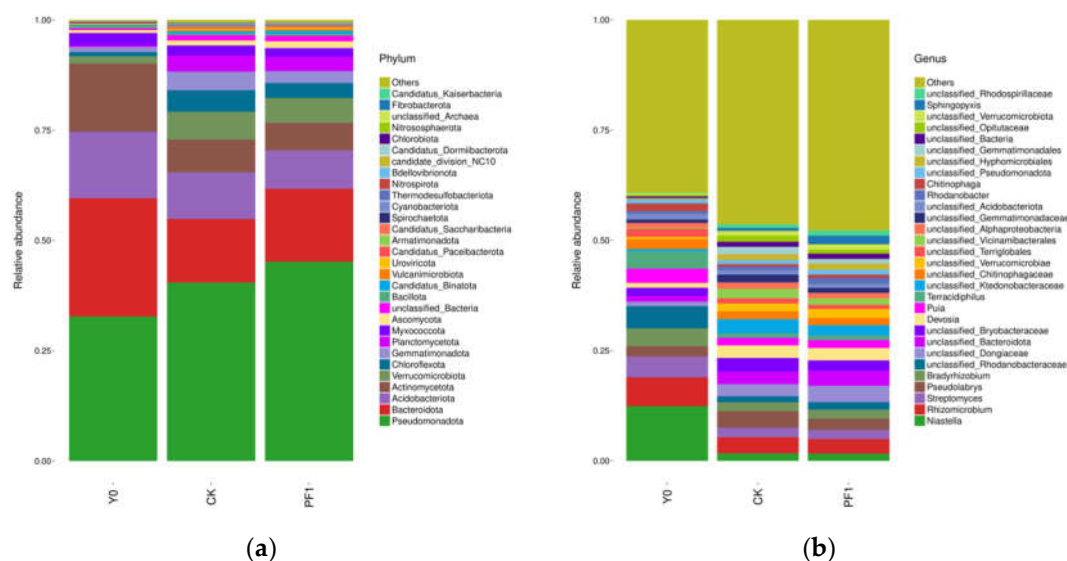 1.00
0.75
0.50
0.25
0.00
Relative abundance
Y0
CK
PF1
Phylum
Others
Candidatus_Kaiserbacteria
Fibrobacterota
unclassified_Archaea
Nitrososphaerota
Chlorobiota
Candidatus_Dormiibacterota
candidate_division_NC10
Bdellovibrionota
Nitrospirota
Thermodesulfobacteriota
Cyanobacteriota
Spirochaetota
Candidatus_Saccharibacteria
Armatimonadota
Candidatus_Paceibacterota
Uroviricota
Vulcanimicrobiota
Candidatus_Binatota
Bacillota
unclassified_Bacteria
Ascomycota
Myxococcota
Planctomycetota
Gemmatimonadota
Chloroflexota
Verrucomicrobiota
Actinomycetota
Acidobacteriota
Bacteroidota
Pseudomonadota
(a)
1.00
0.75
0.50
0.25
0.00
Relative abundance
Y0
CK
PF1
Genus
Others
unclassified_Rhodospirillaceae
Sphingopyxis
unclassified_Verrucomicrobiota
unclassified_Opitutaceae
unclassified_Bacteria
unclassified_Gemmatimonadales
unclassified_Hyphomicrobiales
unclassified_Pseudomonadota
Chitinophaga
Rhodanobacter
unclassified_Acidobacteriota
unclassified_Gemmatimonadaceae
unclassified_Alphaproteobacteria
unclassified_Vicinamibacterales
unclassified_Terriglobales
unclassified_Verrucomicrobiae
unclassified_Chitinophagaceae
unclassified_Ktedonobacteraceae
Terracidiphilus
Puia
Devosia
unclassified_Bryobacteraceae
unclassified_Bacteroidota
unclassified_Dongiaceae
unclassified_Rhodanobacteraceae
Bradyrhizobium
Pseudolabrys
Streptomyces
Rhizomicrobium
Niastella
(b)